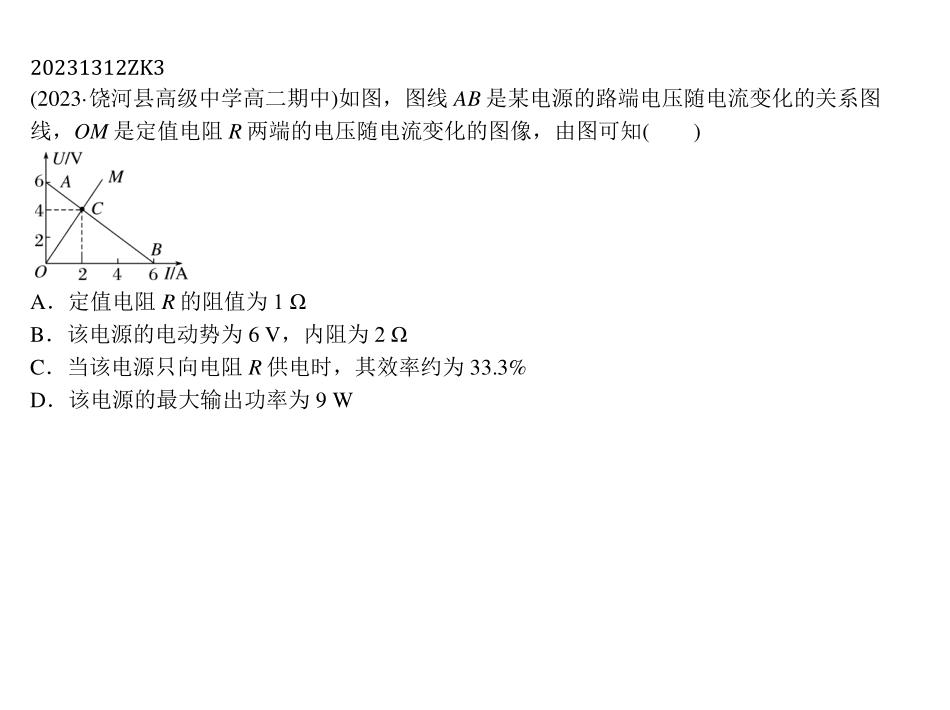 20231312ZK3
(2023·饶河县高级中学高二期中)如图，图线 AB 是某电源的路端电压随电流变化的关系图
线，OM 是定值电阻 R 两端的电压随电流变化的图像，由图可知(　　)
U/V
6 A M
4 C
2 B
O 2 4 6 I/A
A．定值电阻 R 的阻值为 1 Ω
B．该电源的电动势为 6 V，内阻为 2 Ω
C．当该电源只向电阻 R 供电时，其效率约为 33.3%
D．该电源的最大输出功率为 9 W